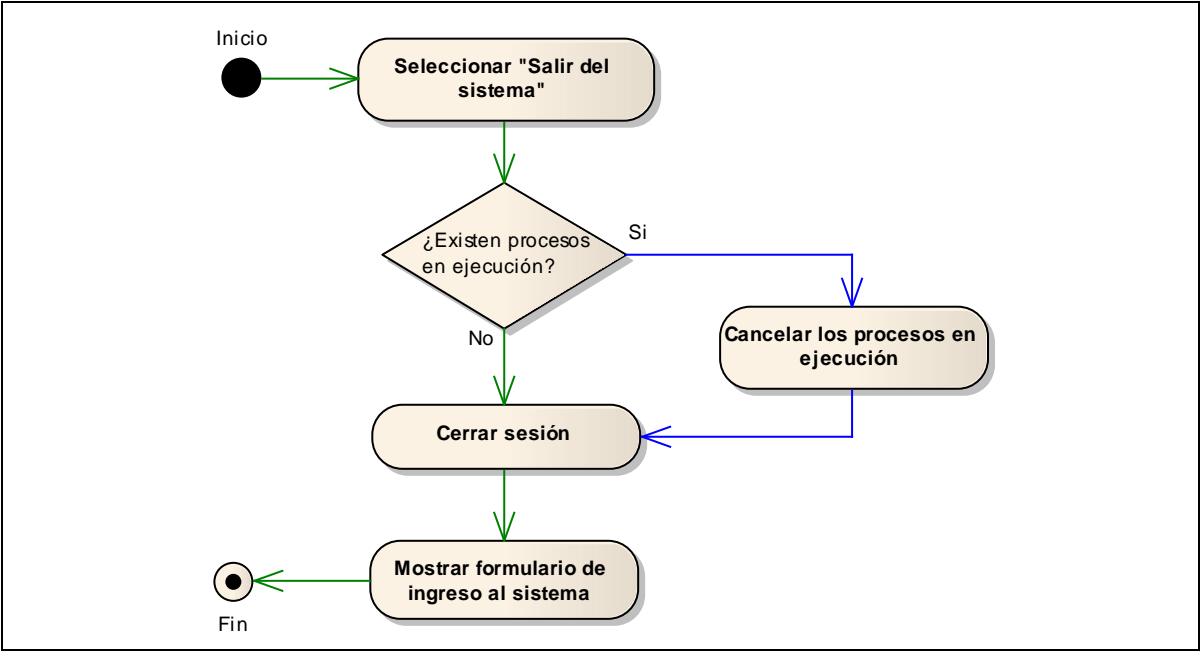 Inicio
Seleccionar "Salir del
sistema"
¿Existen procesos
en ejecución?
Si
No
Cancelar los procesos en
ejecución
Cerrar sesión
Mostrar formulario de
ingreso al sistema
Fin